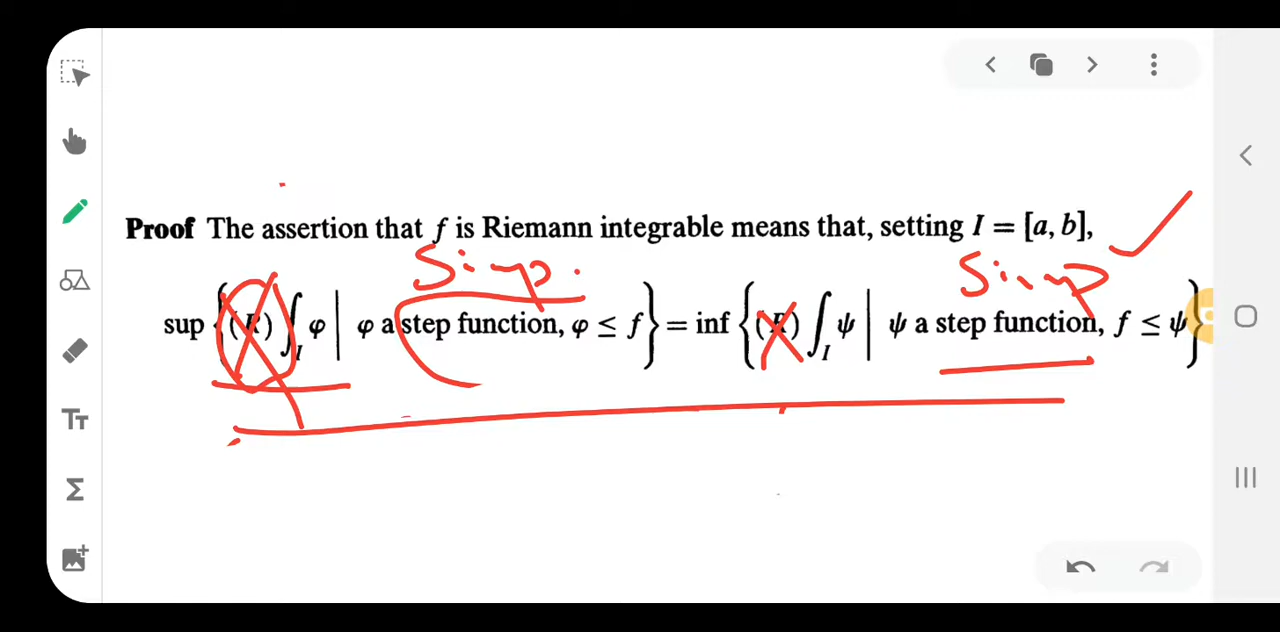 Proof The assertion that f is Riemann integrable means that, setting I = [a, b],
Simp.
Simp
sup {(R) ∫_I φ | φ a step function, φ ≤ f} = inf {(R) ∫_I ψ | ψ a step function, f ≤ ψ}